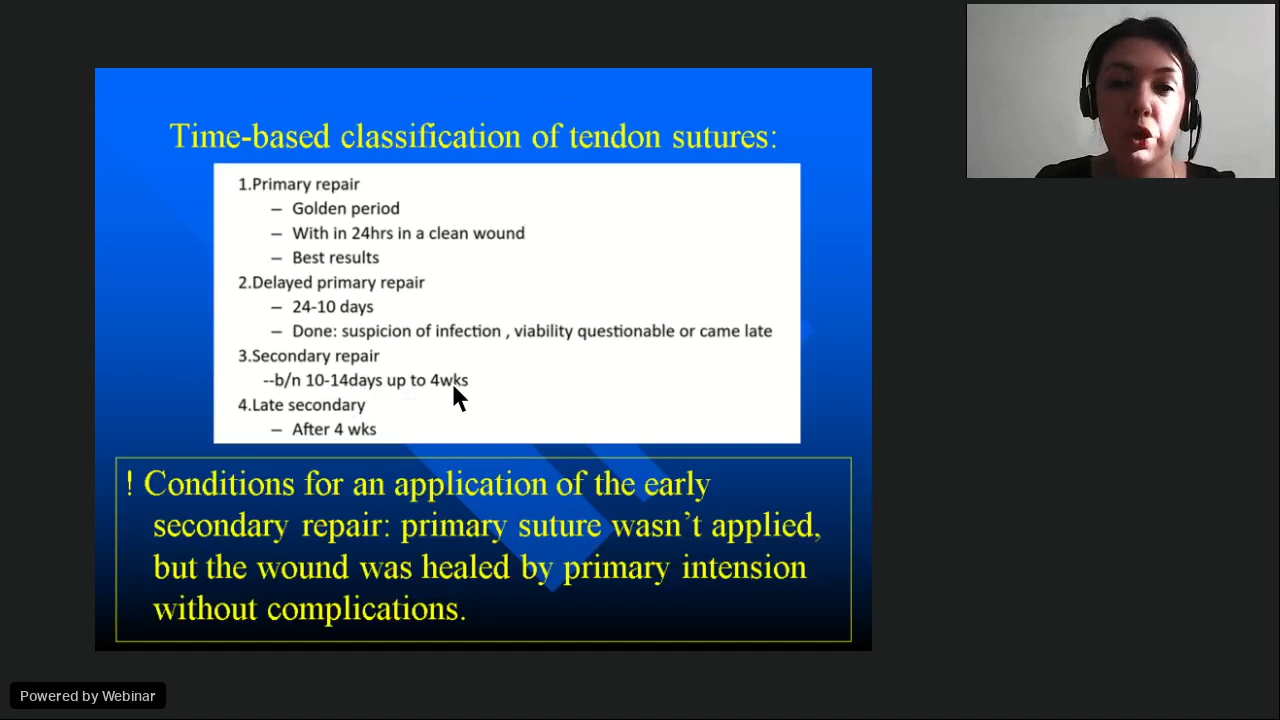 Time-based classification of tendon sutures:
1.Primary repair
– Golden period
– With in 24hrs in a clean wound
– Best results
2.Delayed primary repair
– 24-10 days
– Done: suspicion of infection , viability questionable or came late
3.Secondary repair
--b/n 10-14days up to 4wks
4.Late secondary
– After 4 wks
! Conditions for an application of the early
secondary repair: primary suture wasn’t applied,
but the wound was healed by primary intension
without complications.
Powered by Webinar